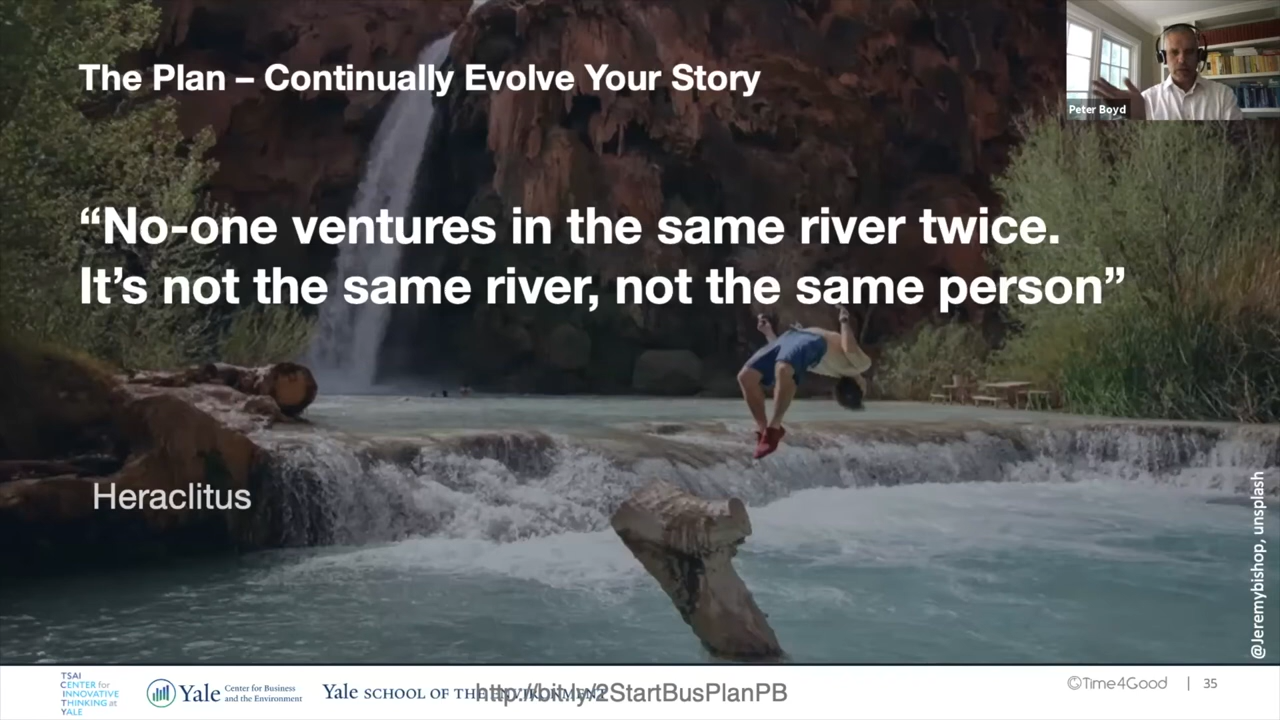 The Plan – Continually Evolve Your Story
Peter Boyd
“No-one ventures in the same river twice.
It’s not the same river, not the same person”
Heraclitus
@Jeremybishop, unsplash
TSAI
CENTER for
INNOVATIVE
THINKING at
YALE
Yale Center for Business
and the Environment
Yale SCHOOL OF THE ENVIRONMENT
http://bit.ly/2StartBusPlanPB
©Time4Good | 35